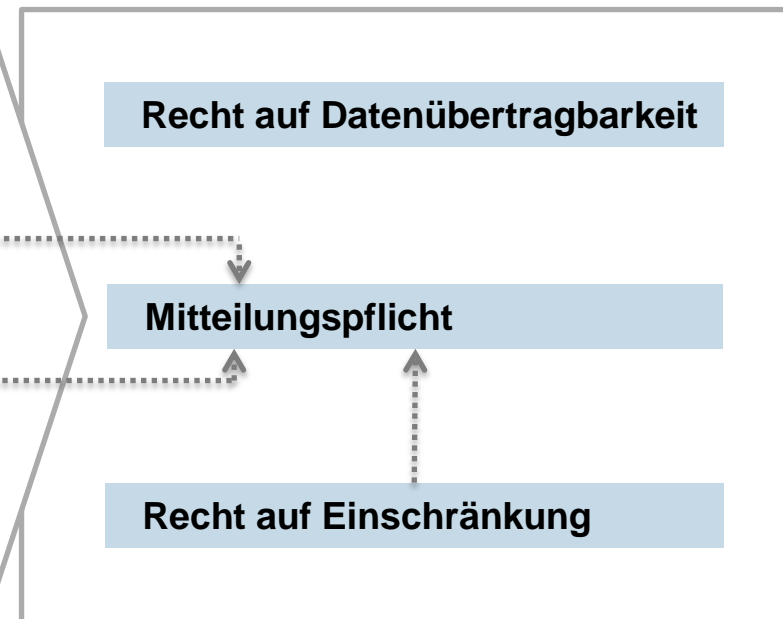 Recht auf Datenübertragbarkeit
Mitteilungspflicht
Recht auf Einschränkung